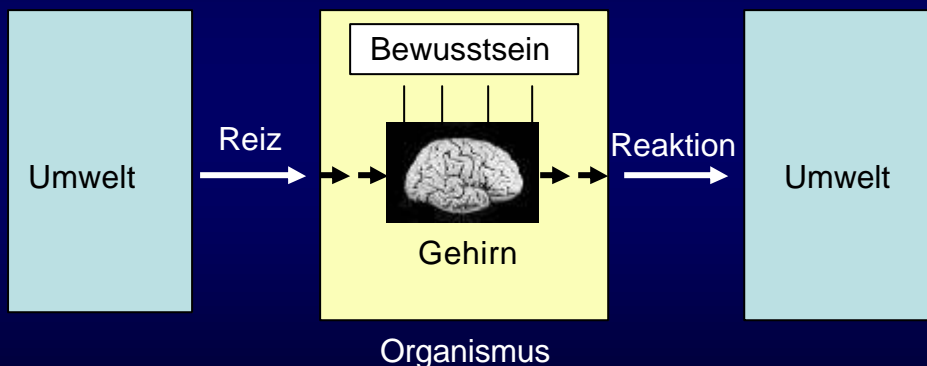 Bewusstsein
Reiz
Reaktion
Umwelt
Umwelt
Gehirn
Organismus